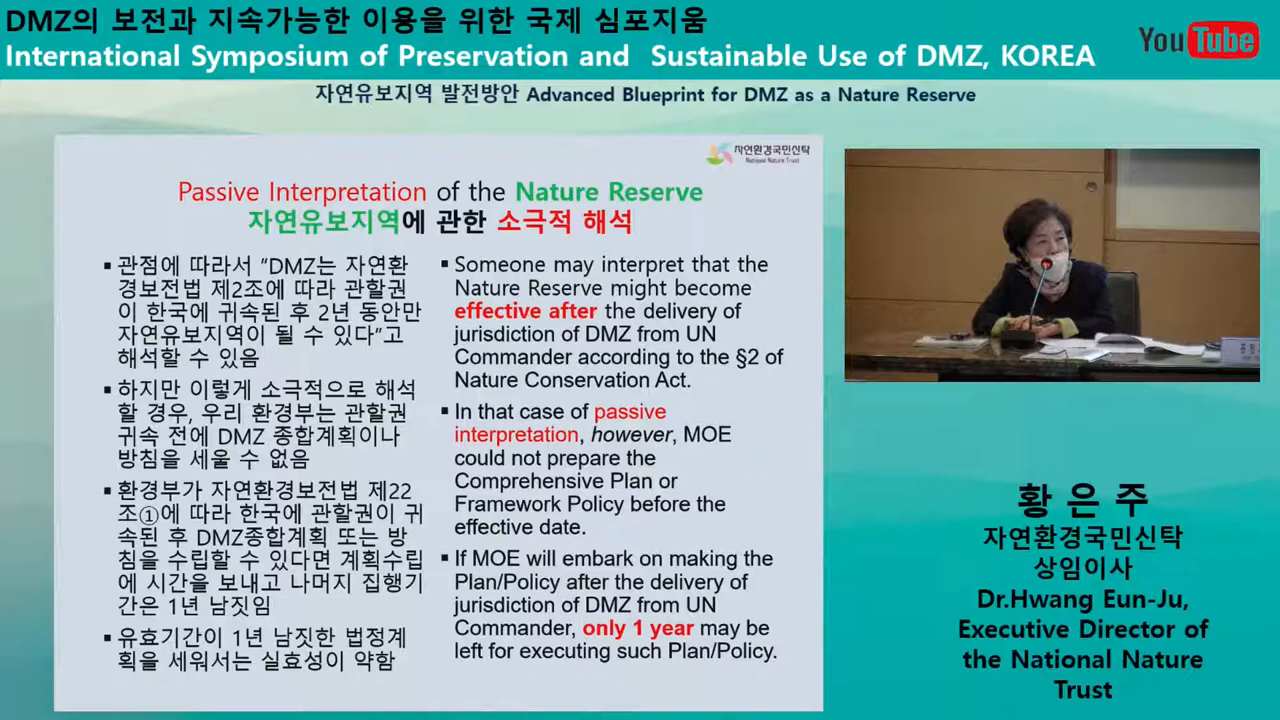 DMZ의 보전과 지속가능한 이용을 위한 국제 심포지움
International Symposium of Preservation and Sustainable Use of DMZ, KOREA
YouTube
자연유보지역 발전방안 Advanced Blueprint for DMZ as a Nature Reserve
자연환경국민신탁
National Nature Trust
Passive Interpretation of the Nature Reserve
자연유보지역에 관한 소극적 해석
▪ 관점에 따라서 “DMZ는 자연환
경보전법 제2조에 따라 관할권
이 한국에 귀속된 후 2년 동안만
자연유보지역이 될 수 있다”고
해석할 수 있음
▪ 하지만 이렇게 소극적으로 해석
할 경우, 우리 환경부는 관할권
귀속 전에 DMZ 종합계획이나
방침을 세울 수 없음
▪ 환경부가 자연환경보전법 제22
조①에 따라 한국에 관할권이 귀
속된 후 DMZ종합계획 또는 방
침을 수립할 수 있다면 계획수립
에 시간을 보내고 나머지 집행기
간은 1년 남짓임
▪ 유효기간이 1년 남짓한 법정계
획을 세워서는 실효성이 약함
▪ Someone may interpret that the
Nature Reserve might become
effective after the delivery of
jurisdiction of DMZ from UN
Commander according to the §2 of
Nature Conservation Act.
▪ In that case of passive
interpretation, however, MOE
could not prepare the
Comprehensive Plan or
Framework Policy before the
effective date.
▪ If MOE will embark on making the
Plan/Policy after the delivery of
jurisdiction of DMZ from UN
Commander, only 1 year may be
left for executing such Plan/Policy.
황 은 주
자연환경국민신탁
상임이사
Dr.Hwang Eun-Ju,
Executive Director of
the National Nature
Trust